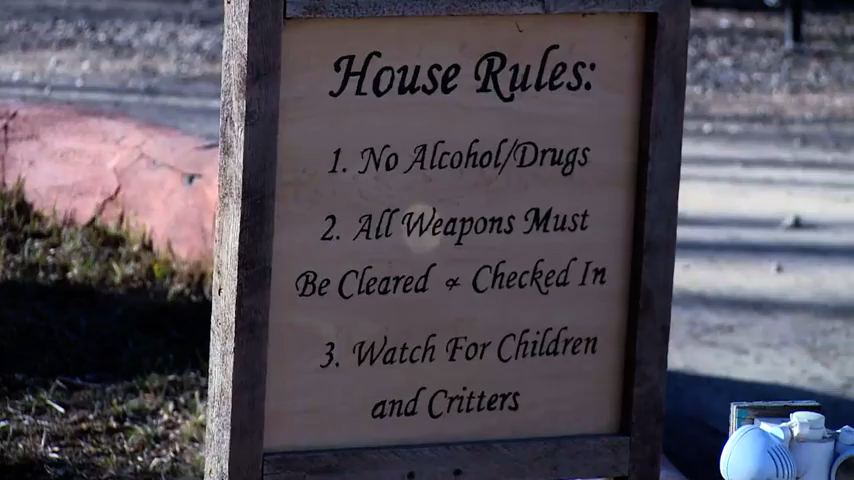 House Rules:
1. No Alcohol/Drugs
2. All Weapons Must
Be Cleared & Checked In
3. Watch For Children
and Critters